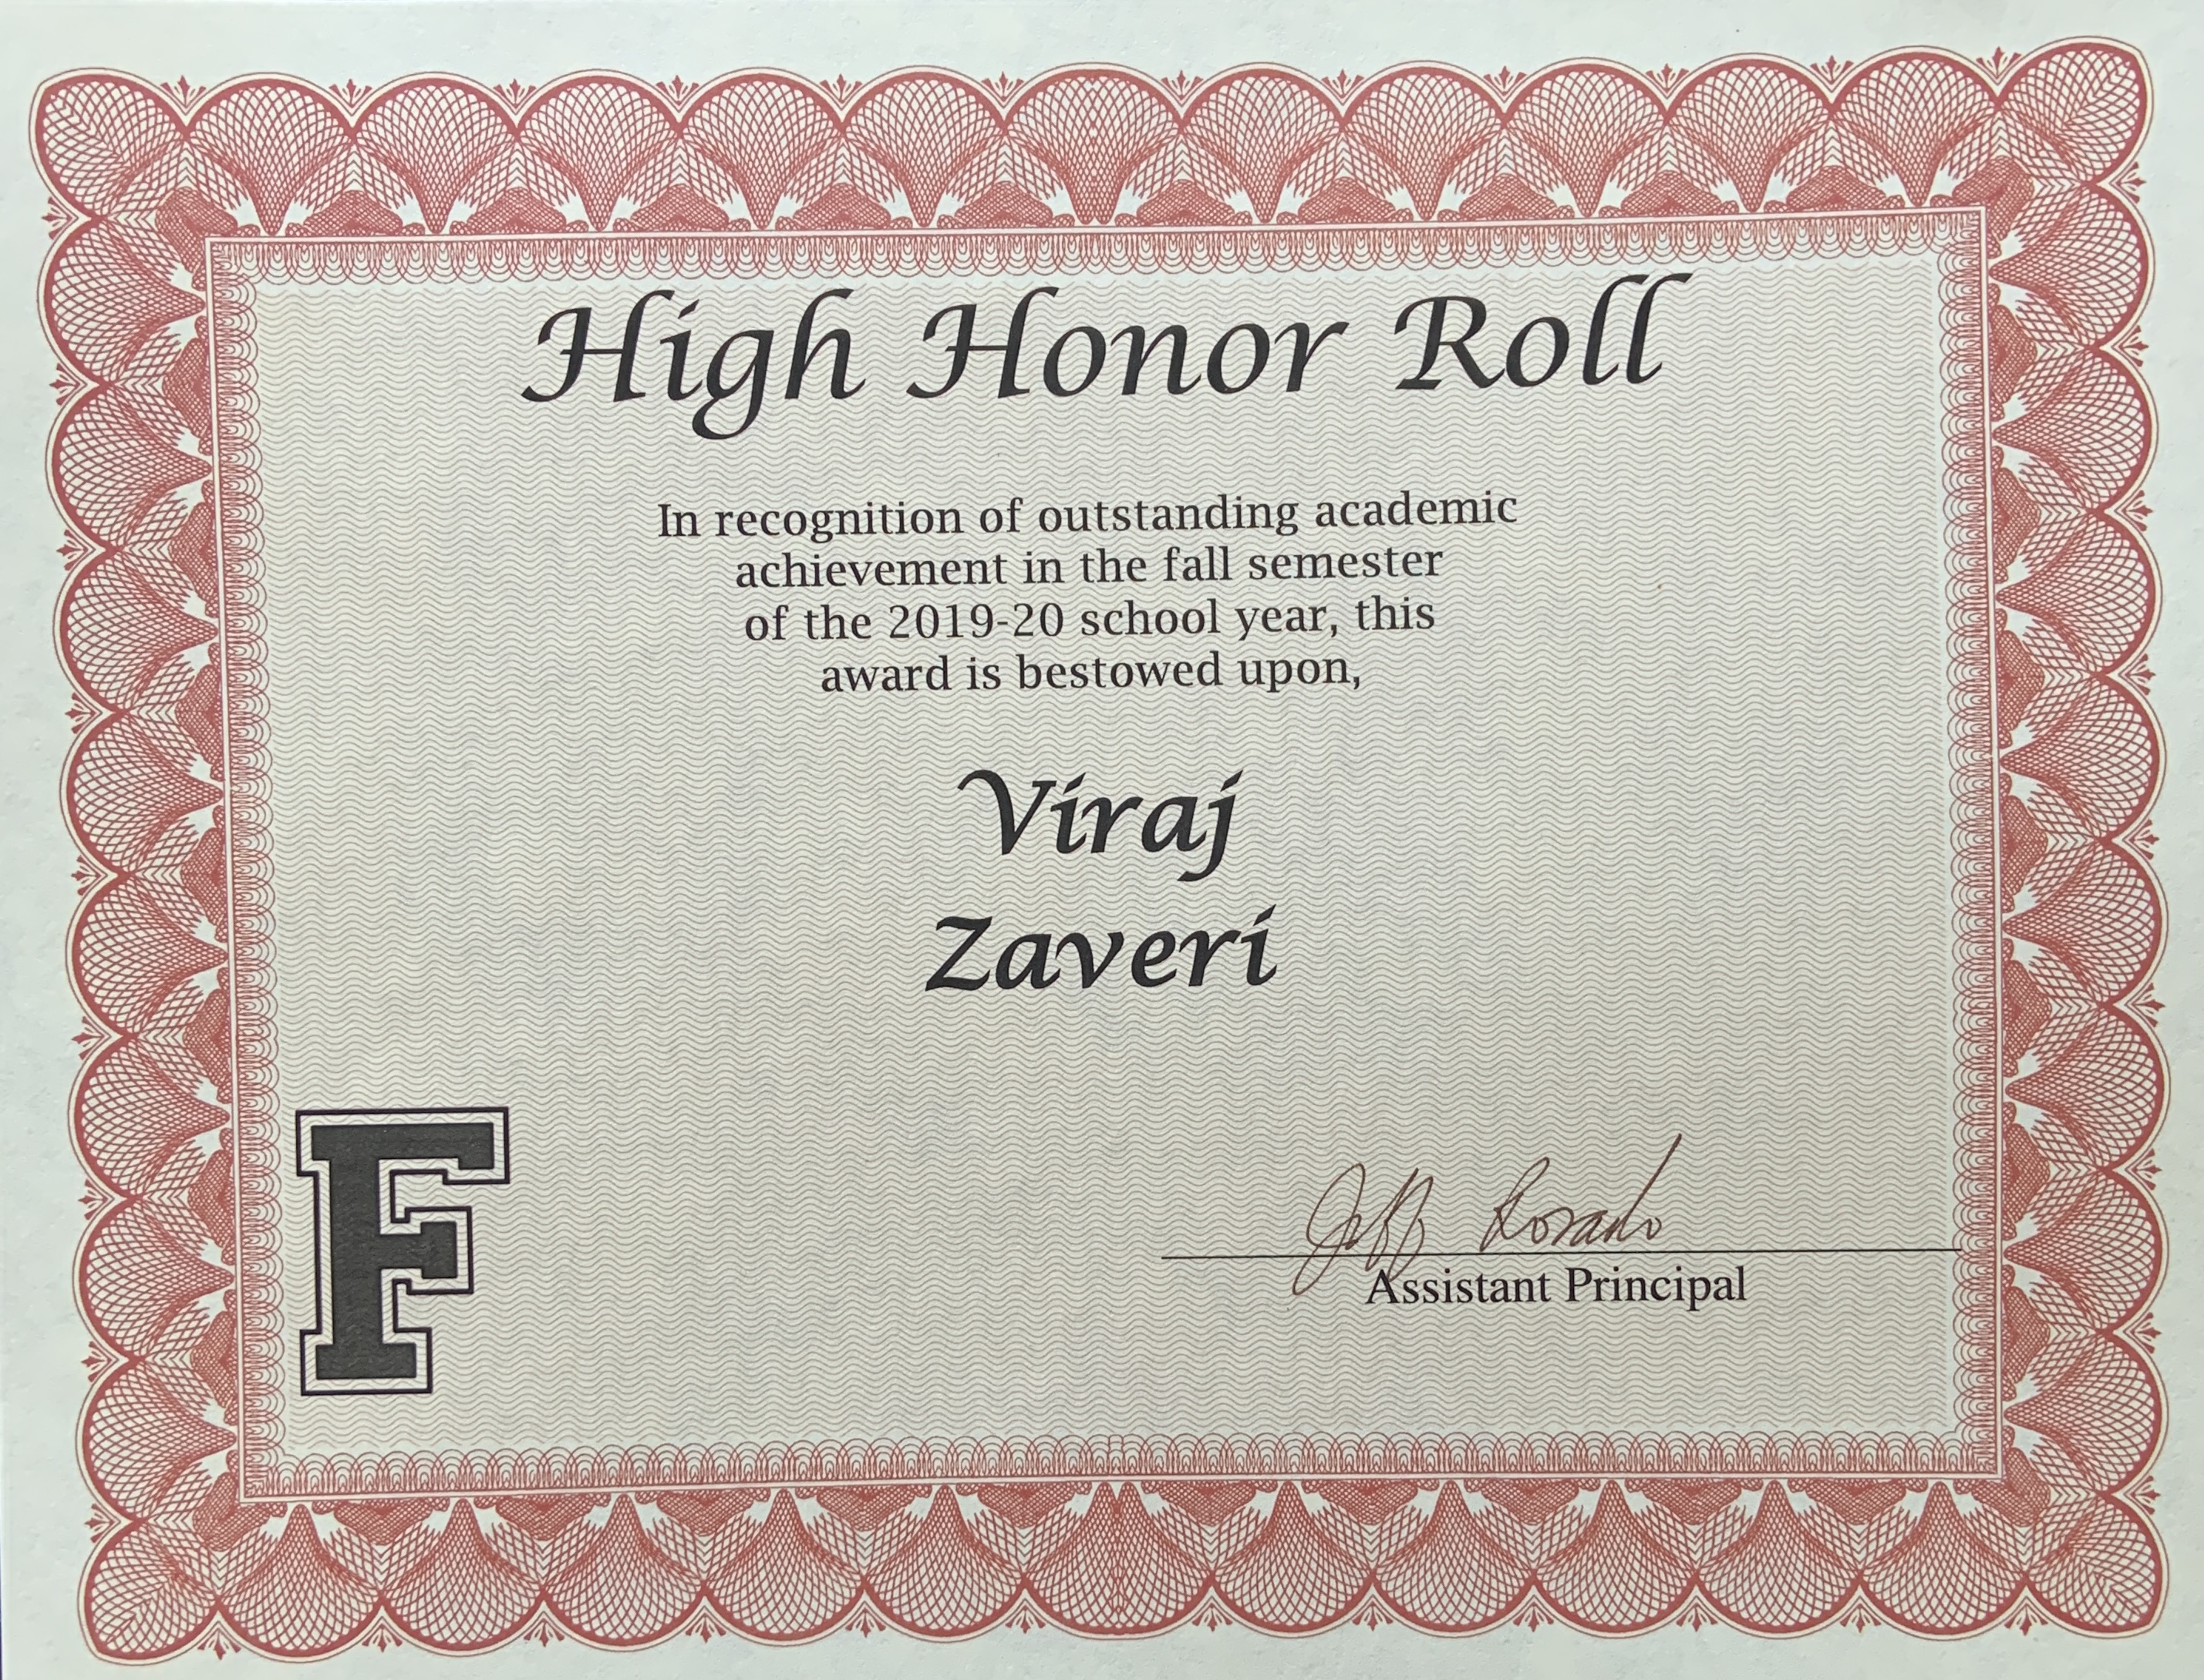 High Honor Roll
In recognition of outstanding academic
achievement in the fall semester
of the 2019-20 school year, this
award is bestowed upon,
Viraj
Zaveri
F
Jeff Rosado
Assistant Principal